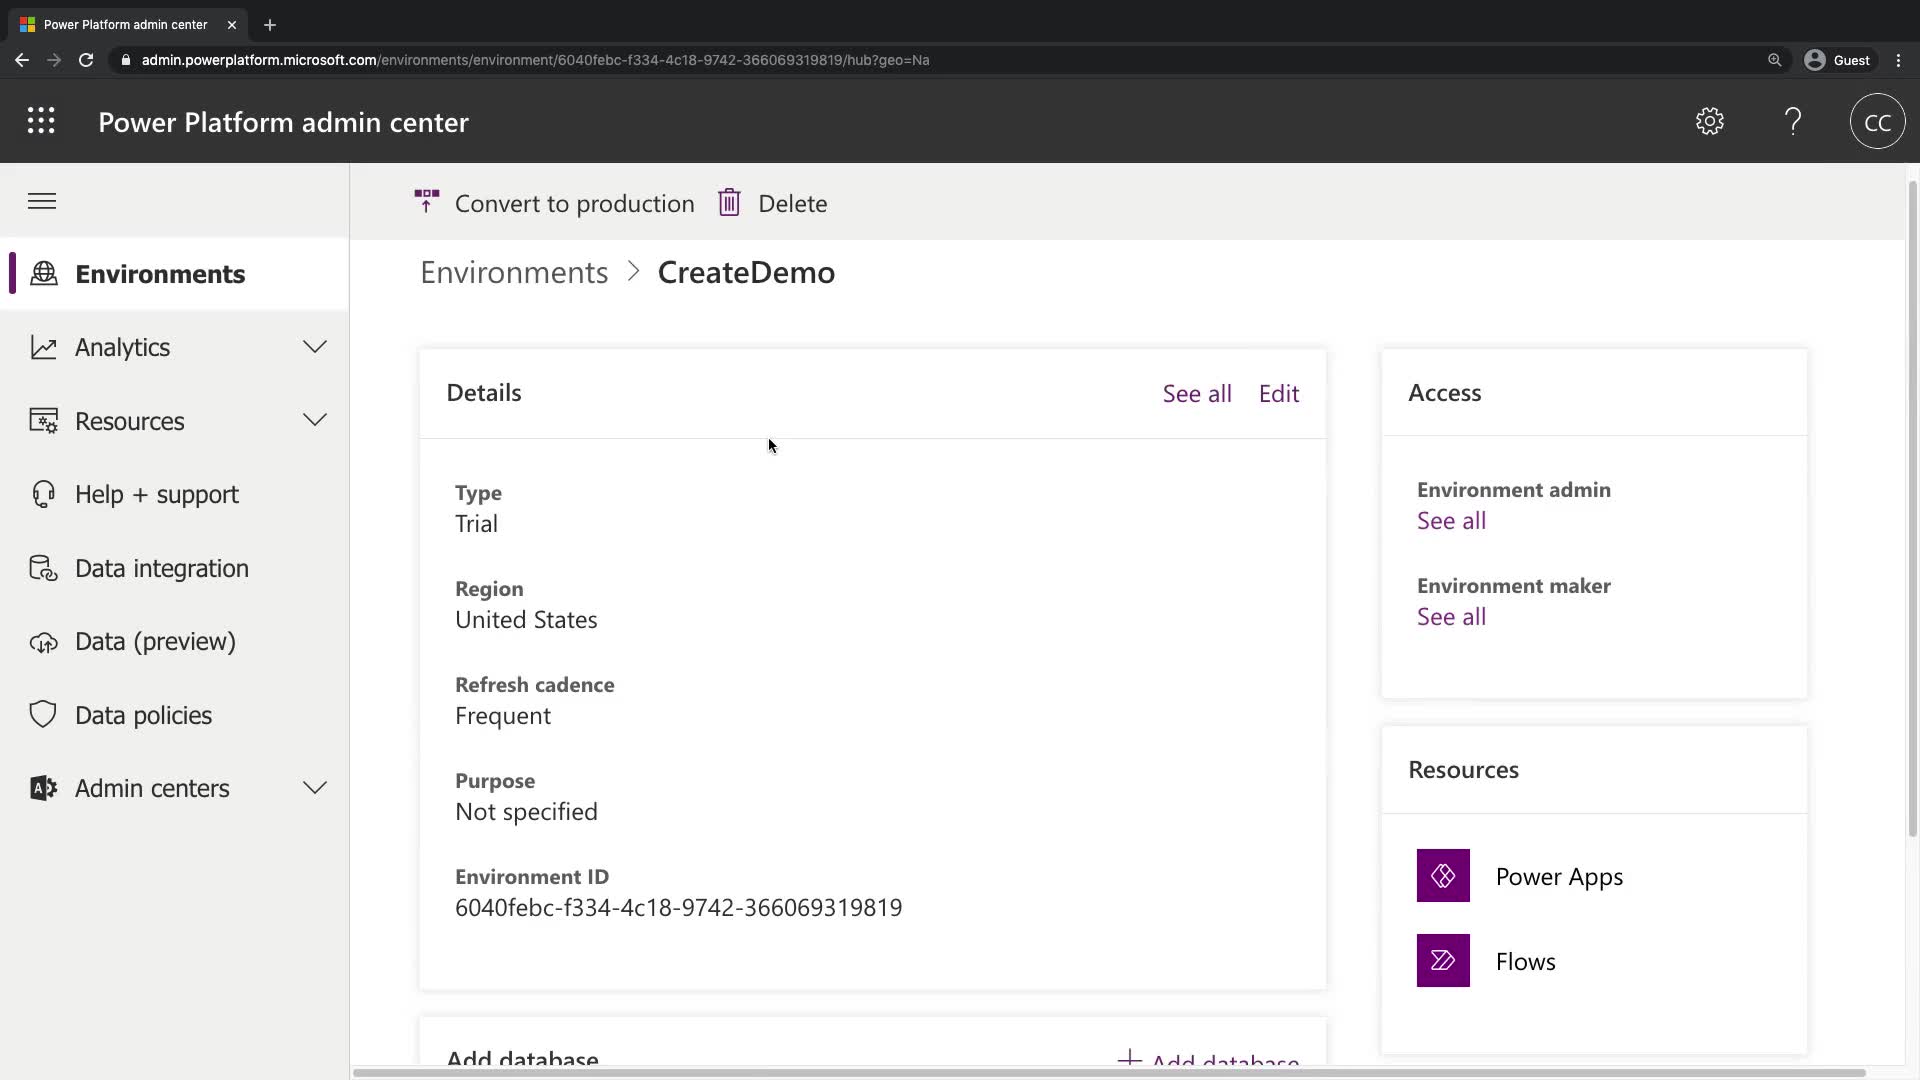 Power Platform admin center
admin.powerplatform.microsoft.com/environments/environment/6040febc-f334-4c18-9742-366069319819/hub?geo=Na
Guest
Power Platform admin center
CC
Convert to production
Delete
Environments
Analytics
Resources
Help + support
Data integration
Data (preview)
Data policies
Admin centers
Environments > CreateDemo
Details
See all
Edit
Type
Trial
Region
United States
Refresh cadence
Frequent
Purpose
Not specified
Environment ID
6040febc-f334-4c18-9742-366069319819
Add database
Add database
Access
Environment admin
See all
Environment maker
See all
Resources
Power Apps
Flows